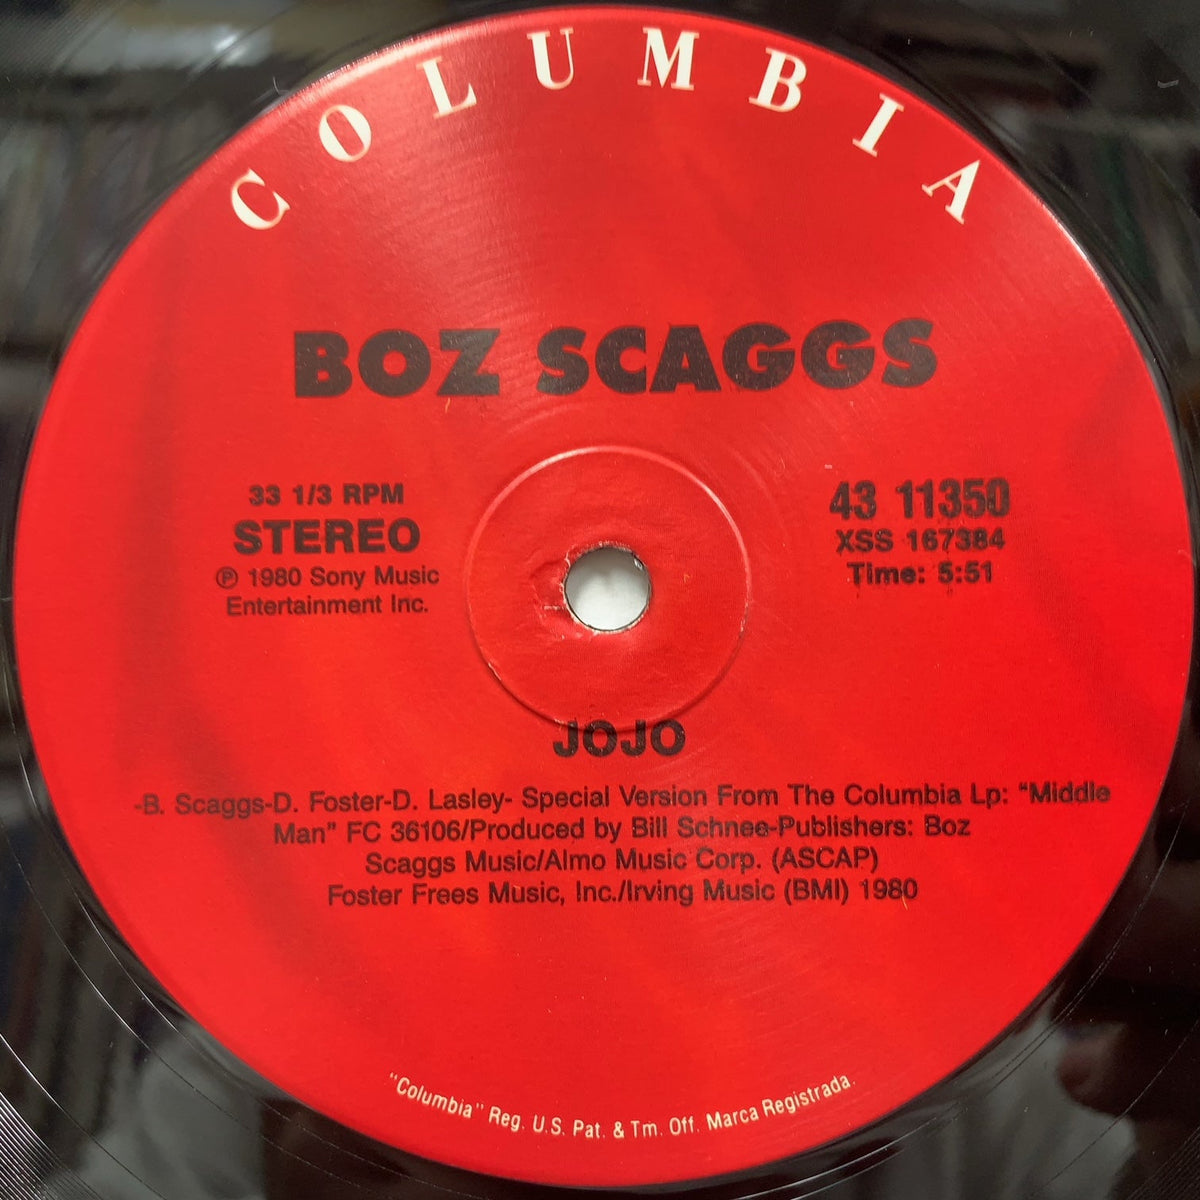 COLUMBIA
BOZ SCAGGS
33 1/3 RPM
STEREO
℗ 1980 Sony Music
Entertainment Inc.
43 11350
XSS 167384
Time: 5:51
JOJO
-B. Scaggs-D. Foster-D. Lasley- Special Version From The Columbia Lp: "Middle
Man" FC 36106/Produced by Bill Schnee-Publishers: Boz
Scaggs Music/Almo Music Corp. (ASCAP)
Foster Frees Music, Inc./Irving Music (BMI) 1980
"Columbia" Reg. U.S. Pat. & Tm. Off. Marca Registrada.